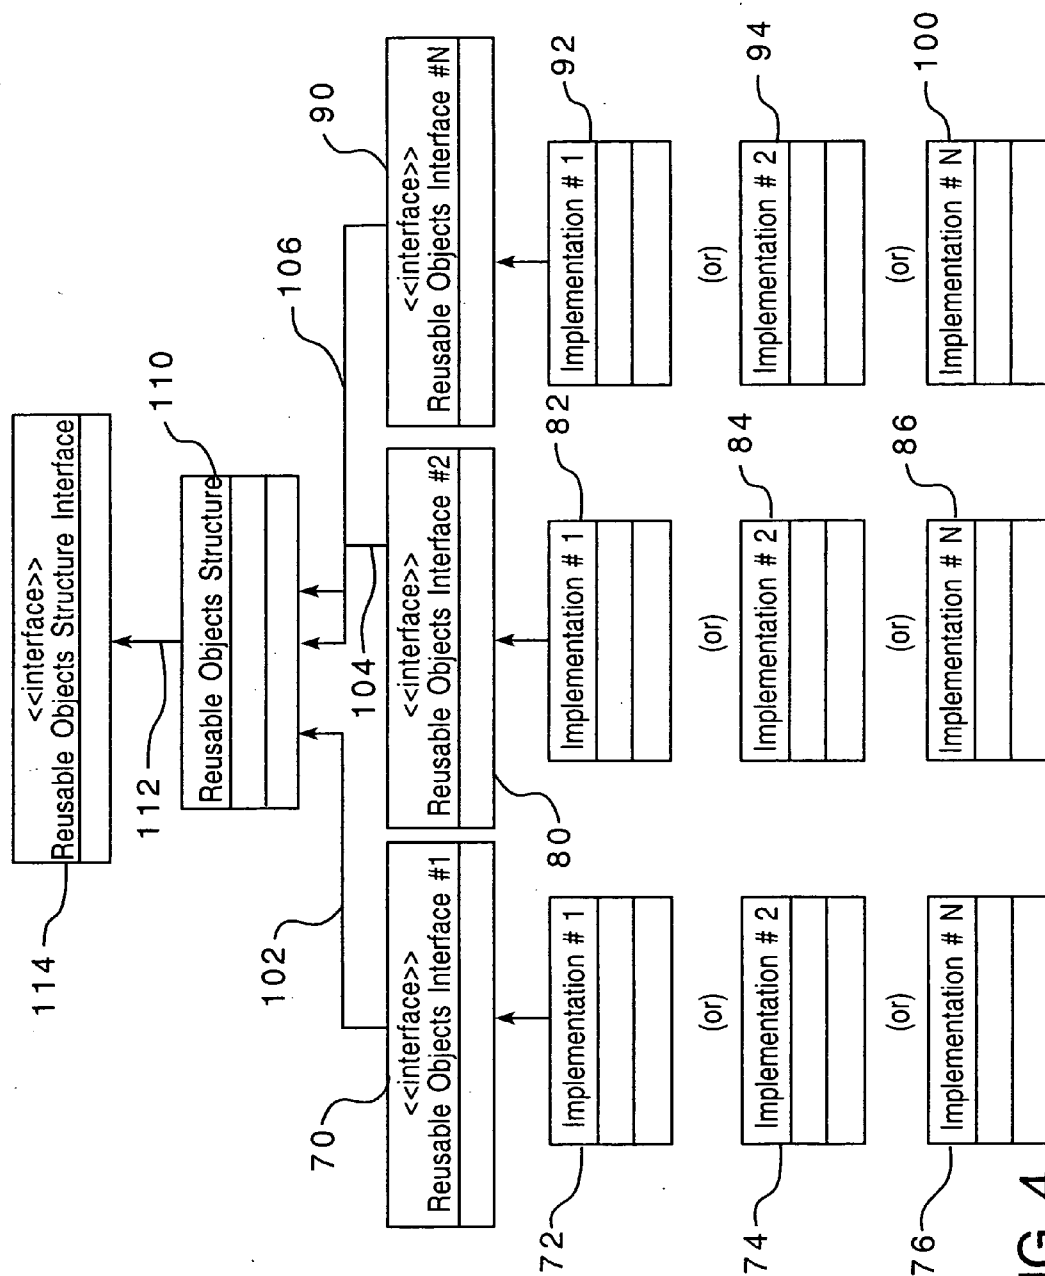 114
<<interface>>
Reusable Objects Structure Interface
112
Reusable Objects Structure
110
102
104
106
70
<<interface>>
Reusable Objects Interface #1
80
<<interface>>
Reusable Objects Interface #2
<<interface>>
Reusable Objects Interface #N
90
72
Implementation # 1
Implementation # 1
82
Implementation # 1
92
(or)
(or)
(or)
74
Implementation # 2
Implementation # 2
84
Implementation # 2
94
(or)
(or)
(or)
76
Implementation # N
Implementation # N
86
Implementation # N
100